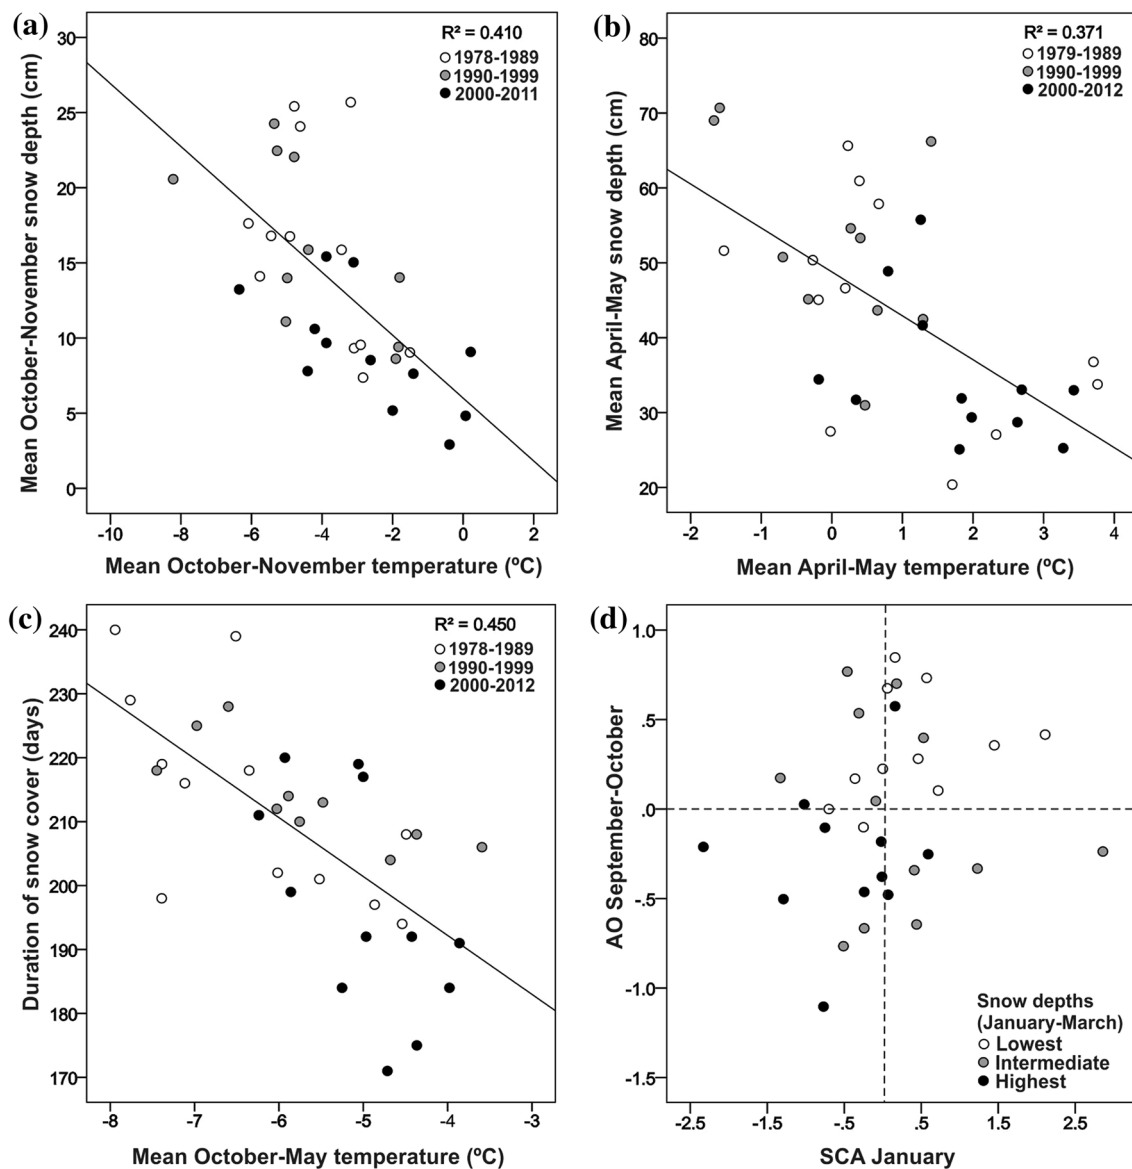 (a)
R² = 0.410
1978-1989
1990-1999
2000-2011
Mean October-November snow depth (cm)
30
25
20
15
10
5
0
-10 -8 -6 -4 -2 0 2
Mean October-November temperature (ºC)
(b)
R² = 0.371
1979-1989
1990-1999
2000-2012
Mean April-May snow depth (cm)
80
70
60
50
40
30
20
-2 -1 0 1 2 3 4
Mean April-May temperature (ºC)
(c)
R² = 0.450
1978-1989
1990-1999
2000-2012
Duration of snow cover (days)
240
230
220
210
200
190
180
170
-8 -7 -6 -5 -4 -3
Mean October-May temperature (ºC)
(d)
AO September-October
1.0
.5
.0
-.5
-1.0
-1.5
Snow depths
(January-March)
Lowest
Intermediate
Highest
-2.5 -1.5 -.5 .5 1.5 2.5
SCA January